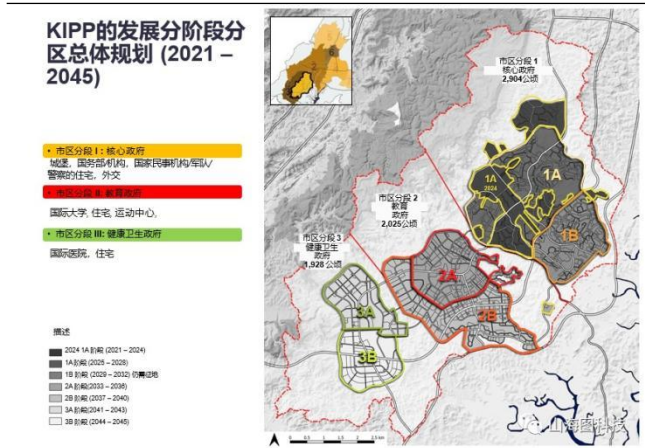 KIPP的发展分阶段分
区总体规划 (2021 –
2045)
• 市区分段 I：核心政府
城堡, 国务部/机构, 国家民事机构/军队/
警察的住宅, 外交
• 市区分段 II: 教育政府
国际大学, 住宅, 运动中心,
• 市区分段 III: 健康卫生政府
国际医院, 住宅
描述
2024 1A 阶段 (2021 – 2024)
1A 阶段 (2025 – 2028)
1B 阶段 (2029 – 2032) 仍需征地
2A 阶段(2033 – 2036)
2B 阶段 (2037 – 2040)
3A 阶段(2041 – 2043)
3B 阶段 (2044 – 2045)
2
6
市区分段 1
核心政府
2,904公顷
1A
2024
1A
1B
市区分段 2
教育
政府
2,025公顷
2A
2B
市区分段 3
健康卫生
政府
1,928 公顷
3A
3B
山海图科技